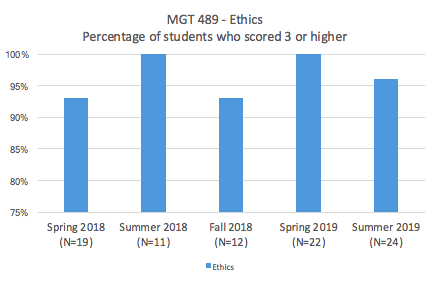 MGT 489 - Ethics
Percentage of students who scored 3 or higher
100%
95%
90%
85%
80%
75%
Spring 2018 Summer 2018 Fall 2018 Spring 2019 Summer 2019
(N=19) (N=11) (N=12) (N=22) (N=24)
Ethics